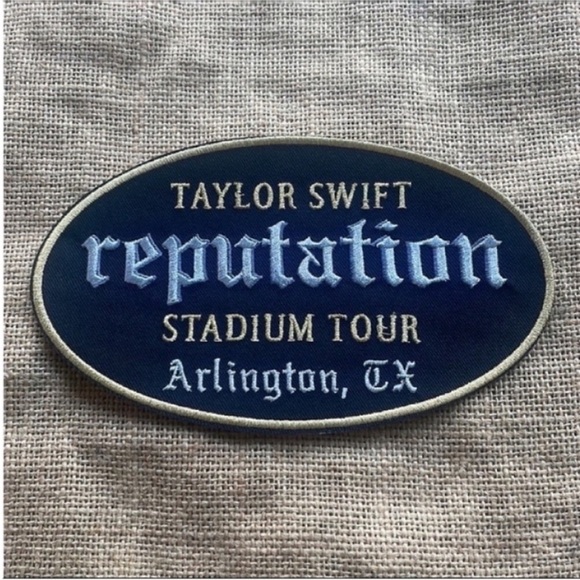 TAYLOR SWIFT
reputation
STADIUM TOUR
Arlington, TX